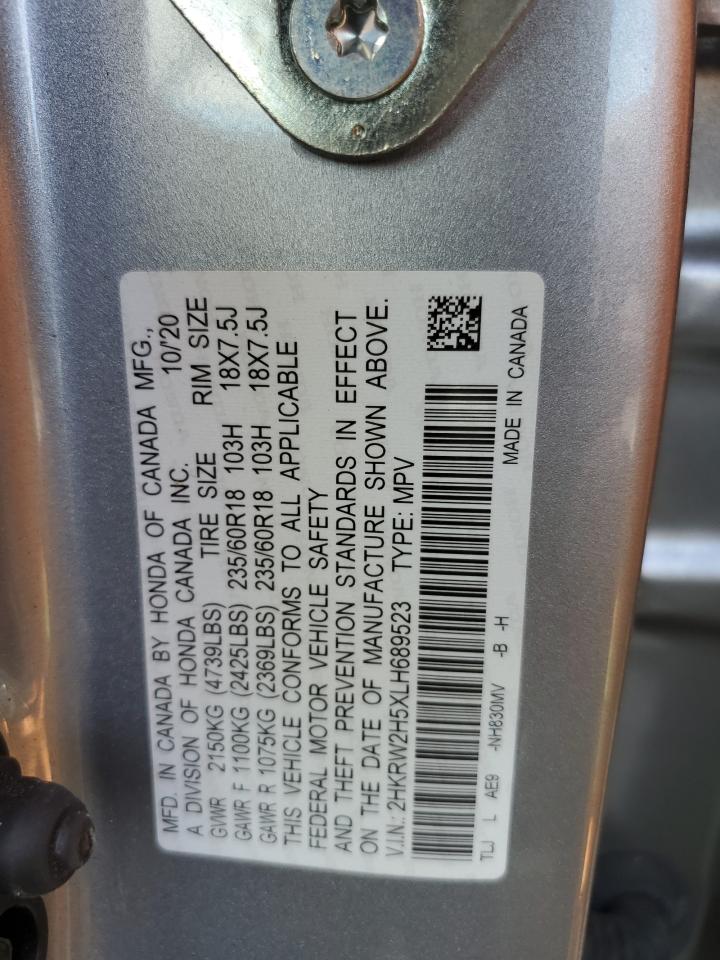 MFD. IN CANADA BY HONDA OF CANADA MFG.,
A DIVISION OF HONDA CANADA INC. 10/'20
GVWR 2150KG (4739LBS) TIRE SIZE RIM SIZE
GAWR F 1100KG (2425LBS) 235/60R18 103H 18X7.5J
GAWR R 1075KG (2369LBS) 235/60R18 103H 18X7.5J
THIS VEHICLE CONFORMS TO ALL APPLICABLE
FEDERAL MOTOR VEHICLE SAFETY
AND THEFT PREVENTION STANDARDS IN EFFECT
ON THE DATE OF MANUFACTURE SHOWN ABOVE.
V.I.N.: 2HKRW2H5XLH689523 TYPE: MPV
TLJ L AE9 -NH830MV -B -H MADE IN CANADA